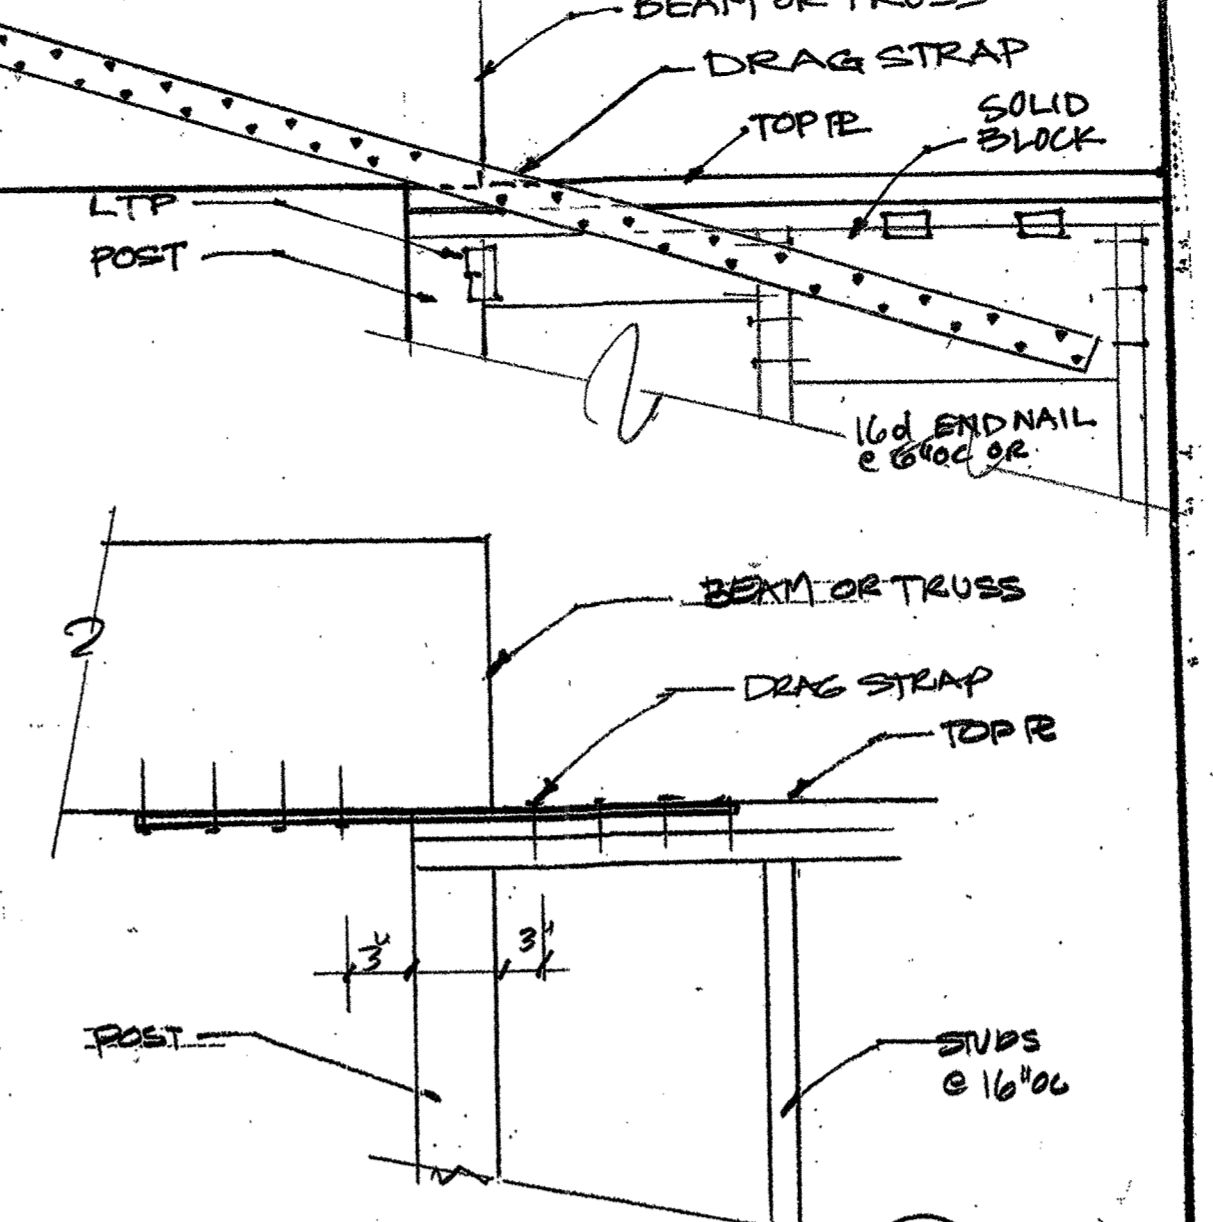 BEAM OR TRUSS
DRAG STRAP
TOP PL
SOLID
BLOCK
LTP
POST
16d END NAIL
@ 6"OC OR
2
BEAM OR TRUSS
DRAG STRAP
TOP PL
3"
3"
POST
STUDS
@ 16"OC